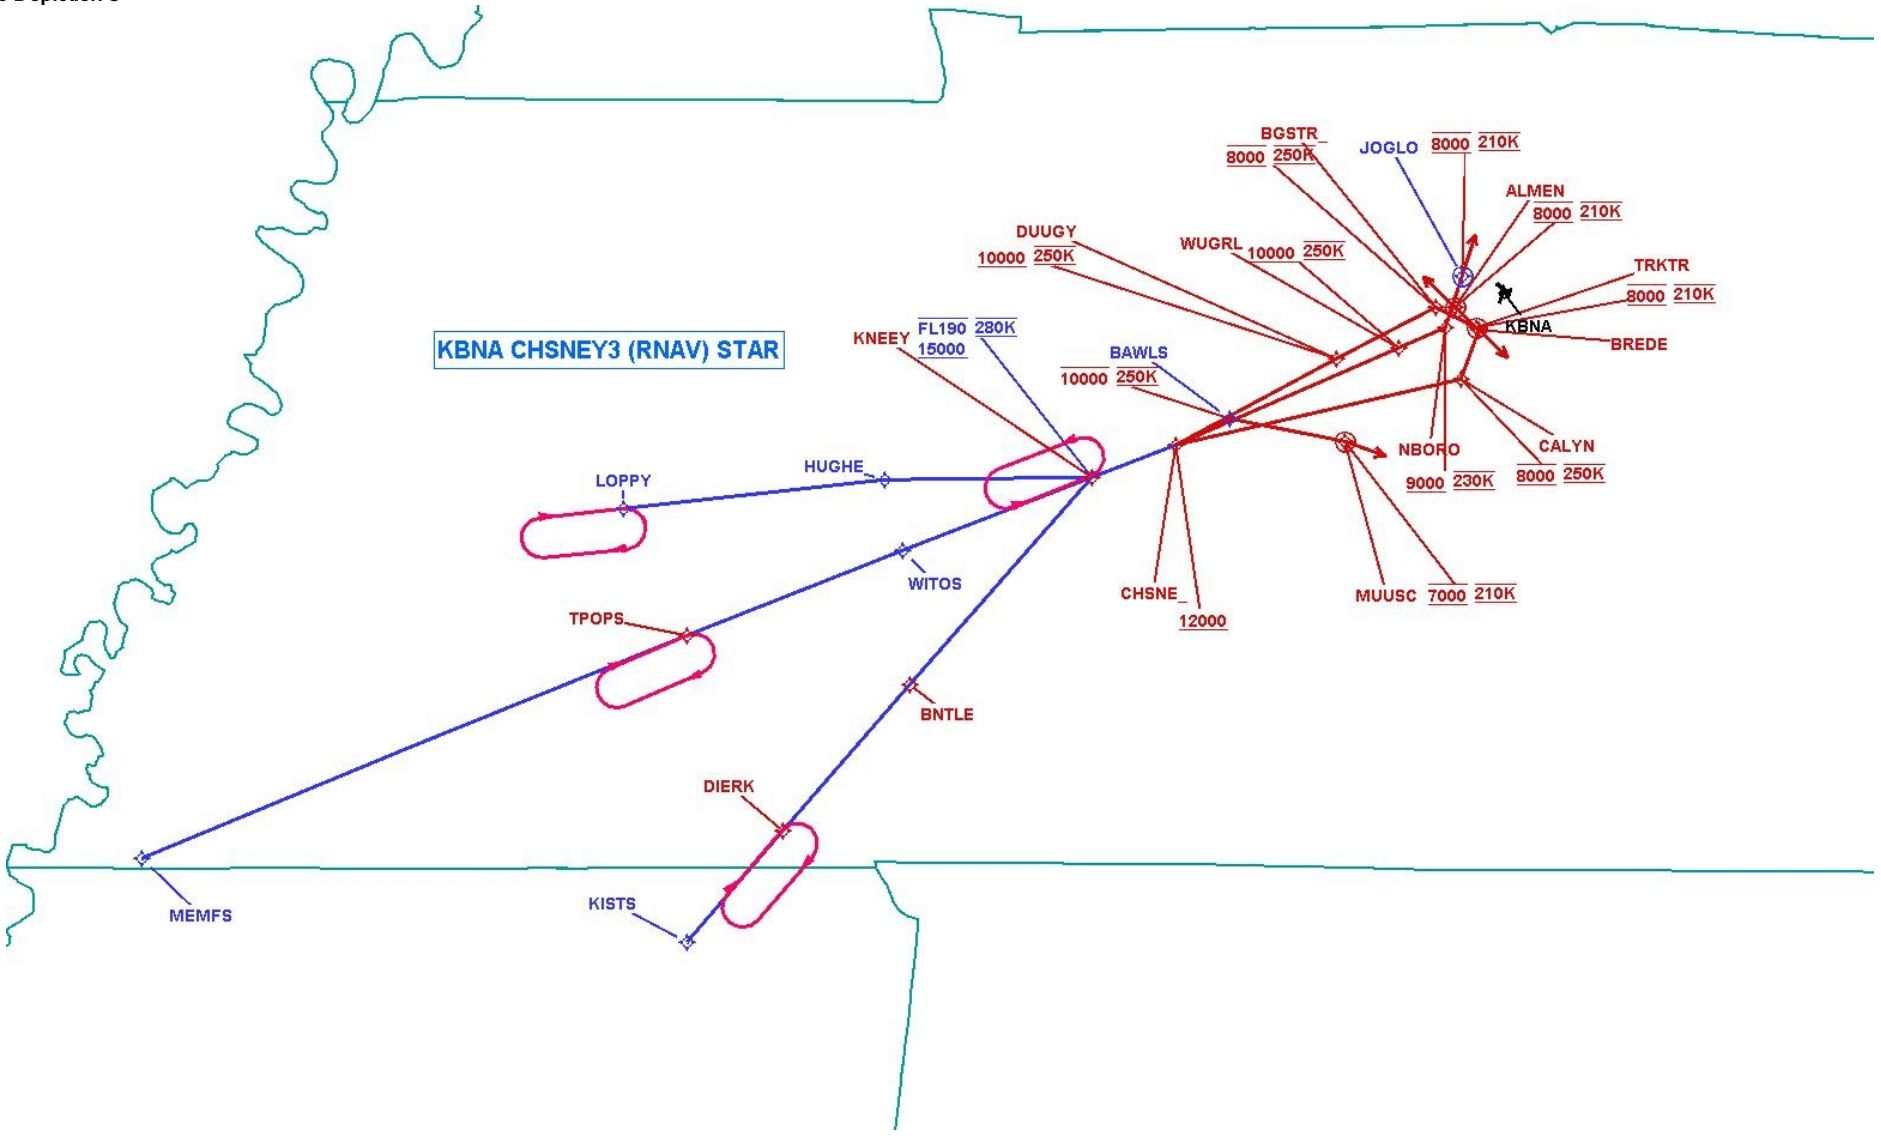 BGSTR_
8000 250K
JOGLO
8000 210K
ALMEN
8000 210K
DUUGY
10000 250K
WUGRL
10000 250K
TRKTR
8000 210K
KBNA
BREDE
KBNA CHSNEY3 (RNAV) STAR
KNEEY
FL190 280K
15000
BAWLS
10000 250K
NBORO
9000 230K
CALYN
8000 250K
LOPPY
HUGHE
WITOS
CHSNE_
12000
MUUSC
7000 210K
TPOPS
BNTLE
DIERK
MEMFS
KISTS